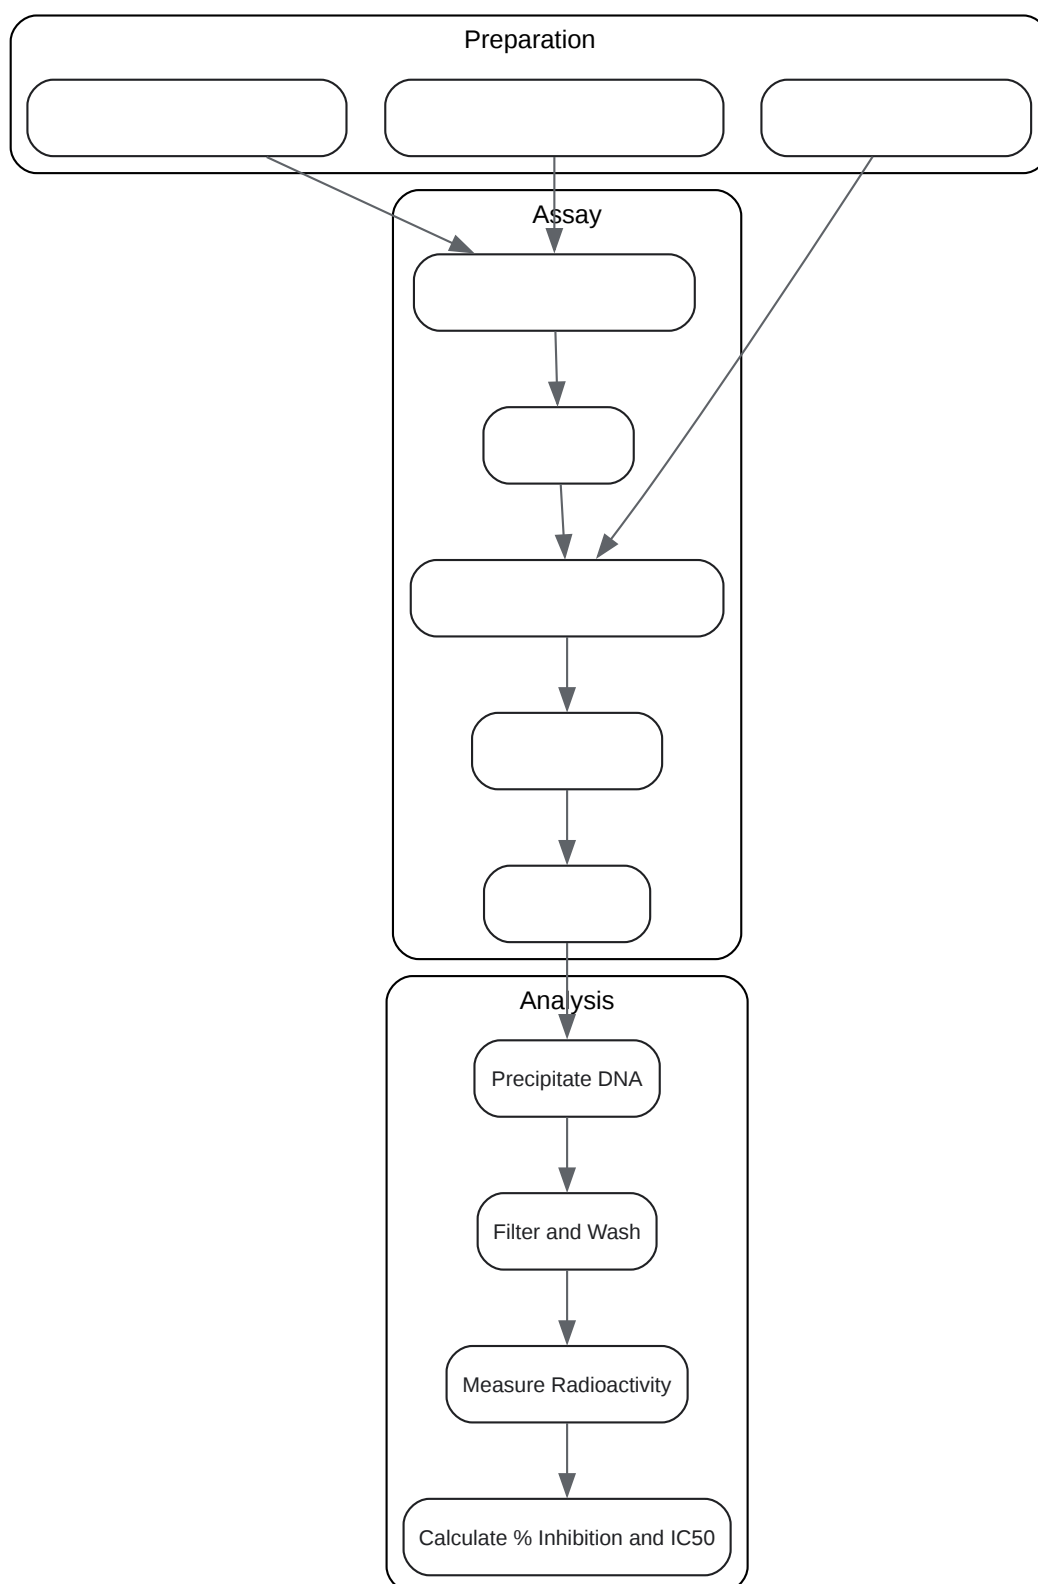 Preparation
Assay
Analysis
Precipitate DNA
Filter and Wash
Measure Radioactivity
Calculate % Inhibition and IC50